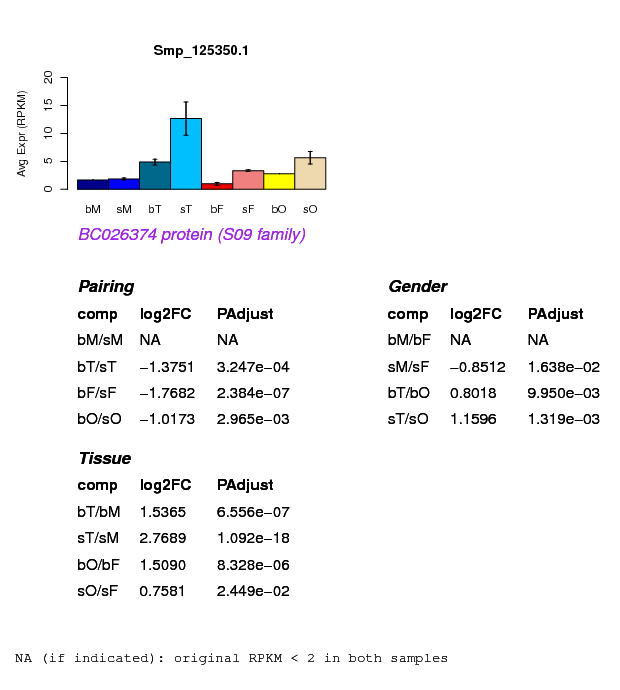 Smp_125350.1
Avg Expr (RPKM)
20
15
10
5
0
bM sM bT sT bF sF bO sO
BC026374 protein (S09 family)
Pairing
comp log2FC PAdjust
bM/sM NA NA
bT/sT −1.3751 3.247e−04
bF/sF −1.7682 2.384e−07
bO/sO −1.0173 2.965e−03
Gender
comp log2FC PAdjust
bM/bF NA NA
sM/sF −0.8512 1.638e−02
bT/bO 0.8018 9.950e−03
sT/sO 1.1596 1.319e−03
Tissue
comp log2FC PAdjust
bT/bM 1.5365 6.556e−07
sT/sM 2.7689 1.092e−18
bO/bF 1.5090 8.328e−06
sO/sF 0.7581 2.449e−02
NA (if indicated): original RPKM < 2 in both samples